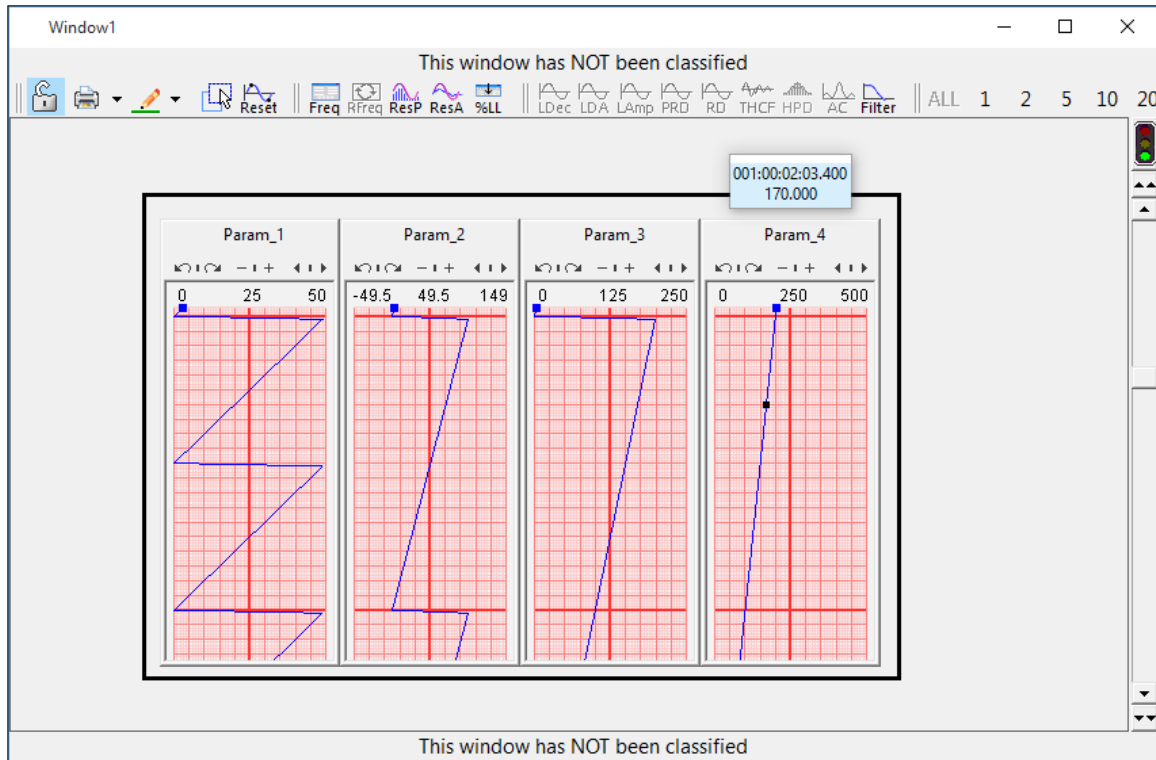 Window1
This window has NOT been classified
Reset Freq RFreq ResP ResA %LL LDec LDA LAmp PRD RD THCF HPD AC Filter ALL 1 2 5 10 20
001:00:02:03.400
170.000
Param_1 Param_2 Param_3 Param_4
0 25 50 -49.5 49.5 149 0 125 250 0 250 500
This window has NOT been classified